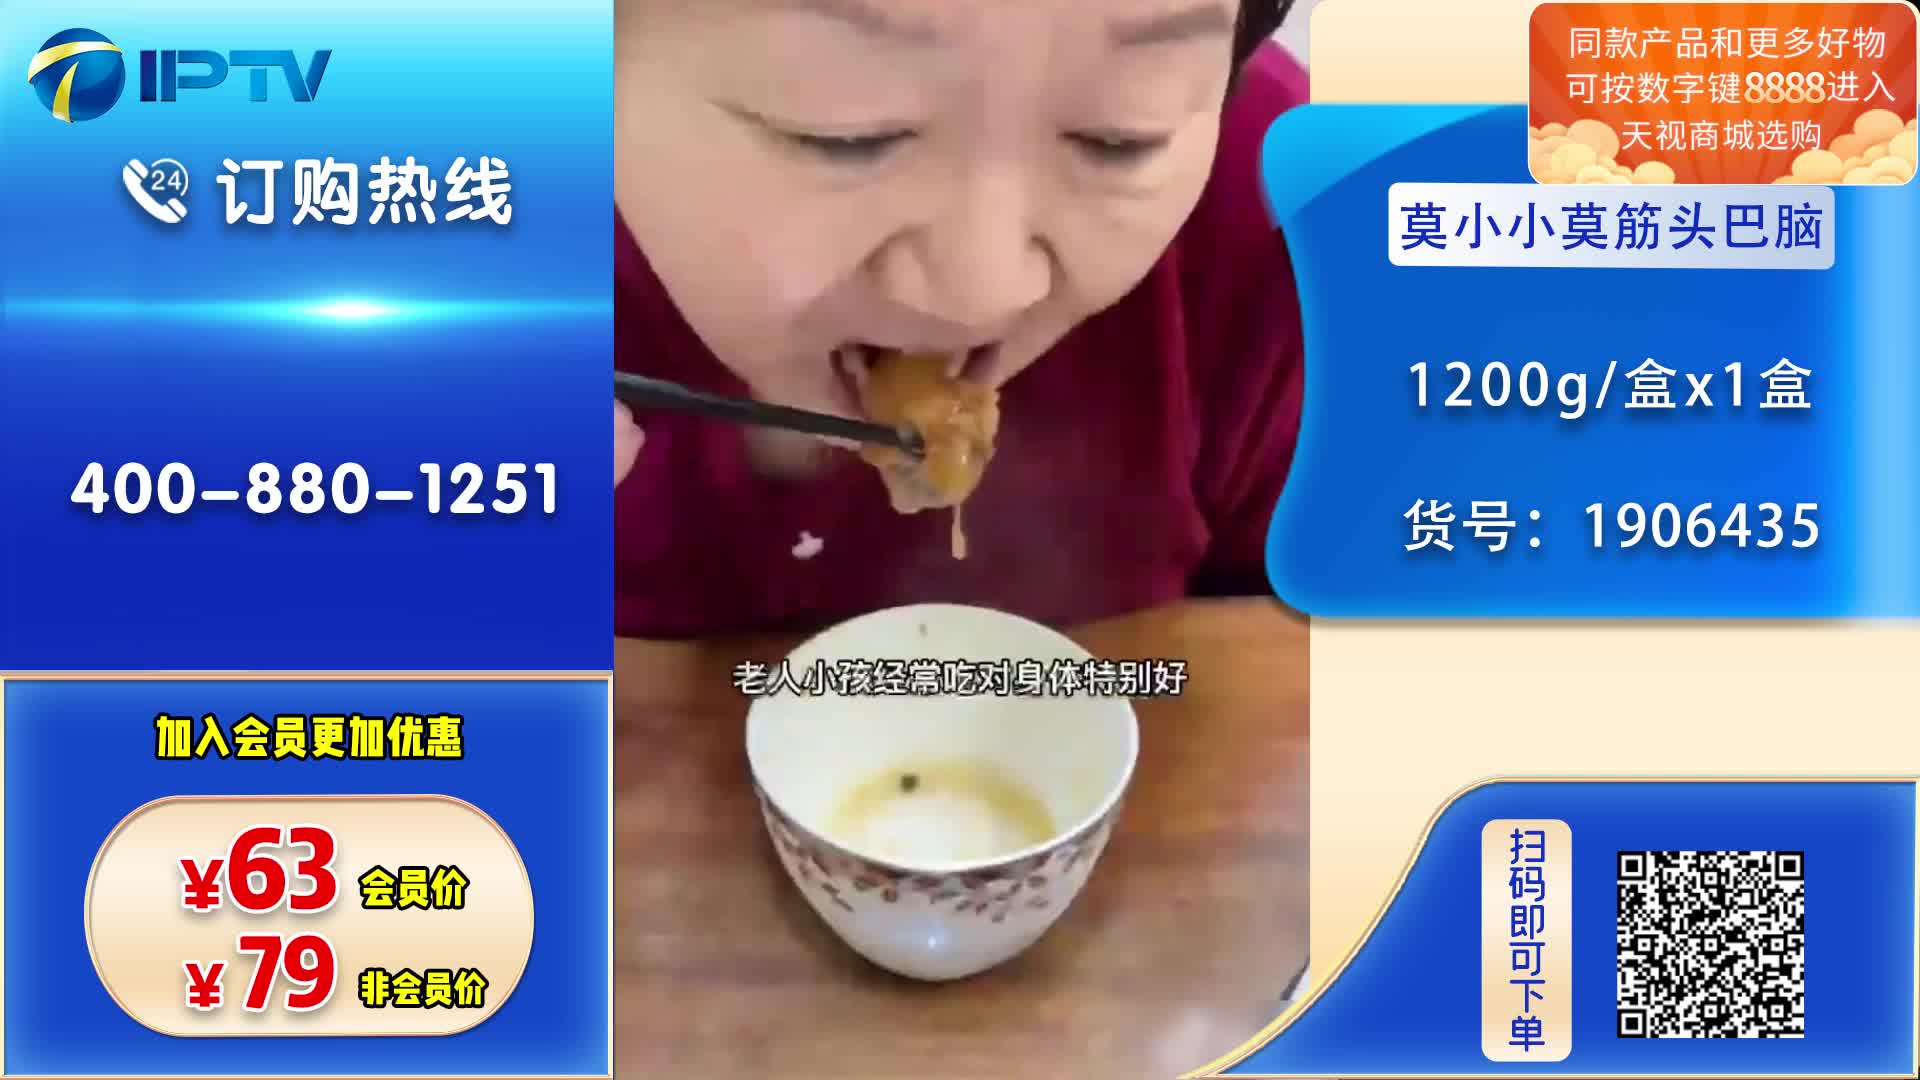 IPTV
24
订购热线
400-880-1251
加入会员更加优惠
¥63 会员价
¥79 非会员价
老人小孩经常吃对身体特别好
同款产品和更多好物
可按数字键8888进入
天视商城选购
莫小小莫筋头巴脑
1200g/盒x1盒
货号：1906435
扫码即可下单